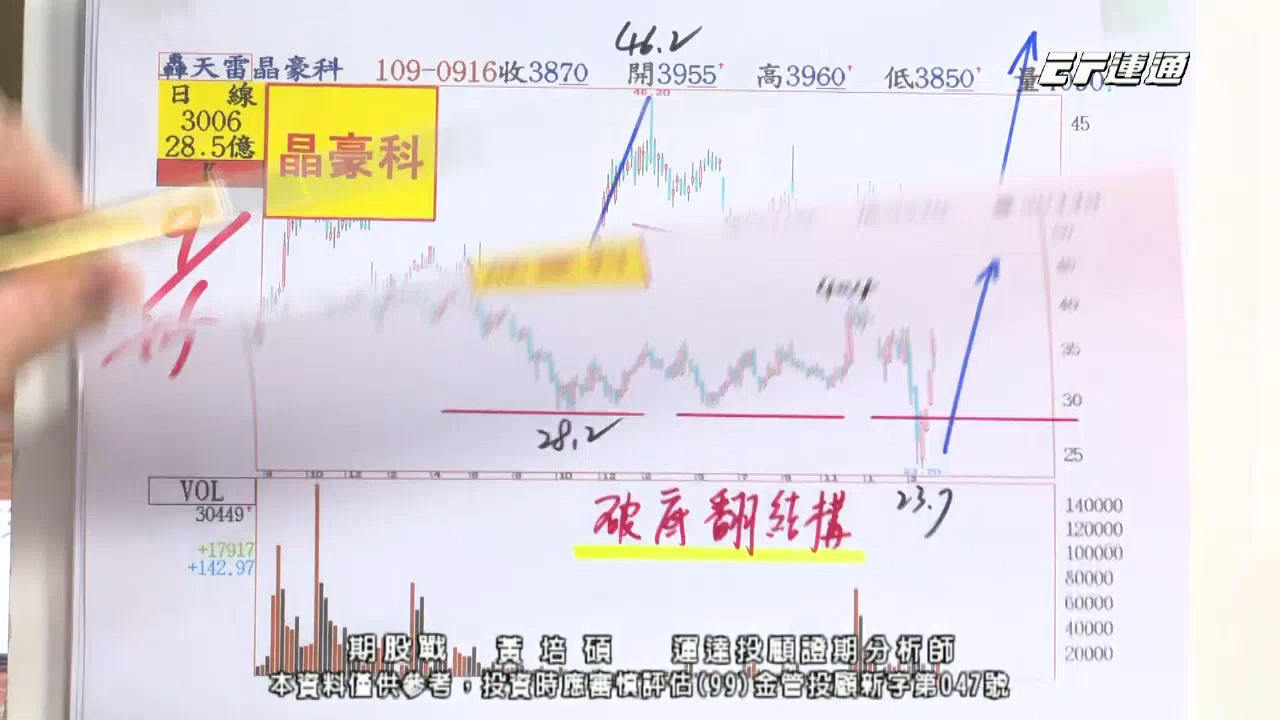 46.2
轟天雷晶豪科 109-0916收3870 開3955 高3960 低3850
運通
日 線
3006
28.5億
K
晶豪科
46.20
45
9/
40
35
30
28.2
25
23.7
VOL
30449
+17917
+142.97
破底翻結構
140000
120000
100000
80000
60000
40000
20000
期股戰 黃培碩 運達投顧證期分析師
本資料僅供參考，投資時應審慎評估(99)金管投顧新字第047號